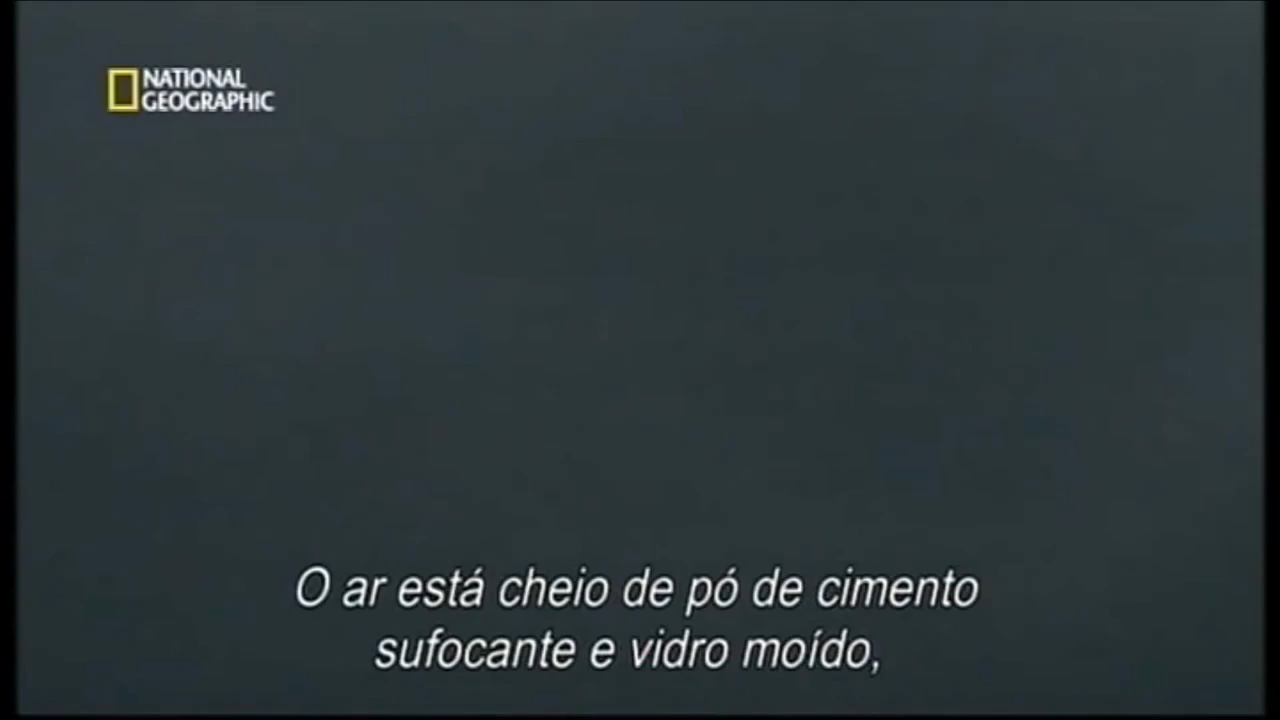 NATIONAL
GEOGRAPHIC
O ar está cheio de pó de cimento
sufocante e vidro moído,